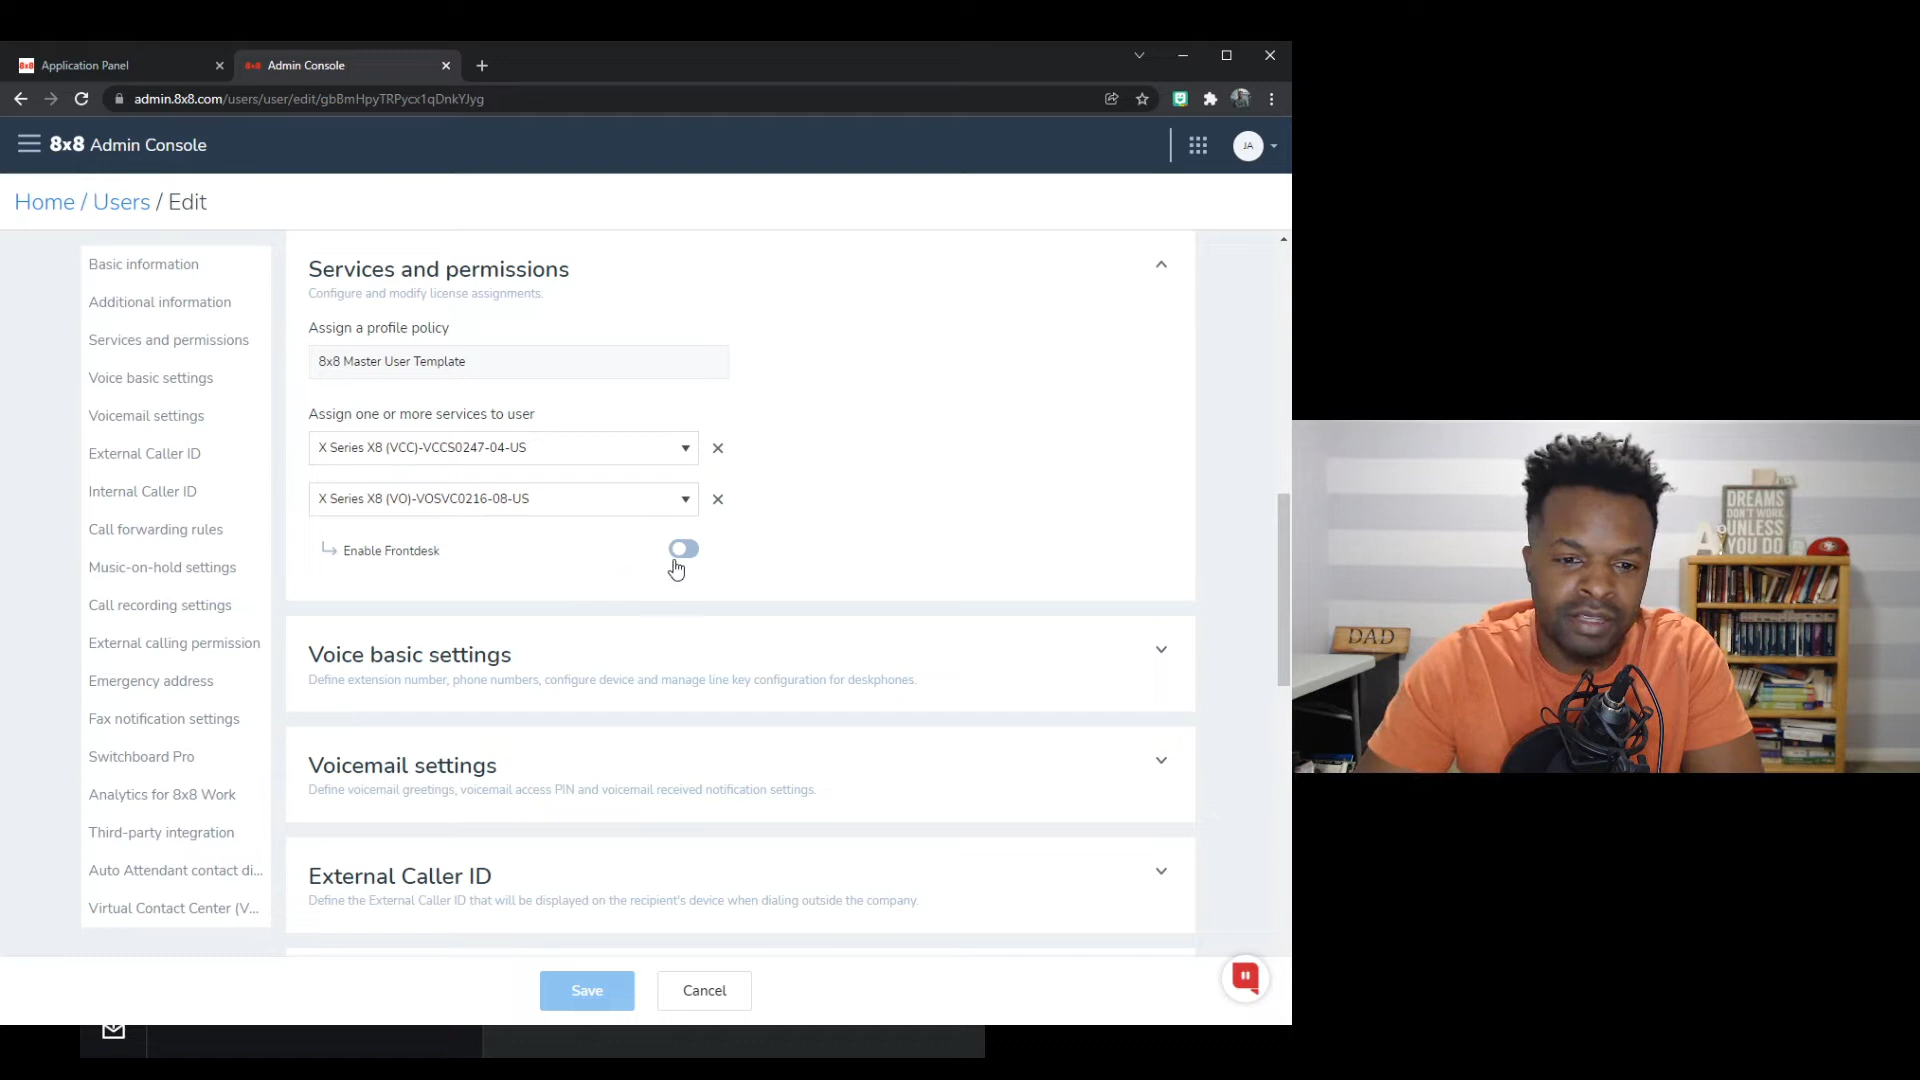 8x8 Application Panel
8x8 Admin Console
admin.8x8.com/users/user/edit/gbBmHpyTRPycx1qDnkYJyg
8x8 Admin Console
JA
Home / Users / Edit
Basic information
Additional information
Services and permissions
Voice basic settings
Voicemail settings
External Caller ID
Internal Caller ID
Call forwarding rules
Music-on-hold settings
Call recording settings
External calling permission
Emergency address
Fax notification settings
Switchboard Pro
Analytics for 8x8 Work
Third-party integration
Auto Attendant contact di...
Virtual Contact Center (V...
Services and permissions
Configure and modify license assignments.
Assign a profile policy
8x8 Master User Template
Assign one or more services to user
X Series X8 (VCC)-VCCS0247-04-US
X Series X8 (VO)-VOSVC0216-08-US
Enable Frontdesk
Voice basic settings
Define extension number, phone numbers, configure device and manage line key configuration for deskphones.
Voicemail settings
Define voicemail greetings, voicemail access PIN and voicemail received notification settings.
External Caller ID
Define the External Caller ID that will be displayed on the recipient's device when dialing outside the company.
Save
Cancel
DREAMS
DON'T WORK
UNLESS
YOU DO
A
DAD